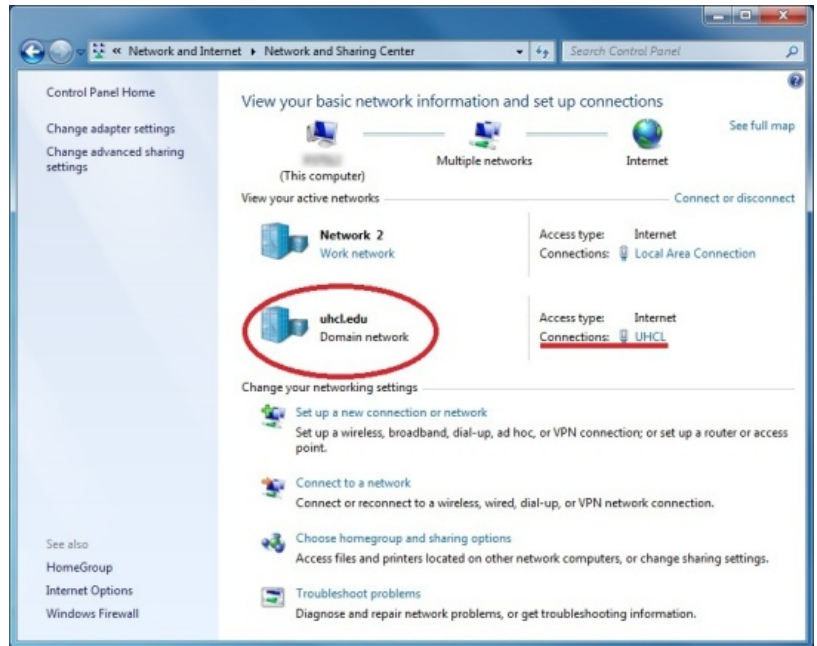 « Network and Internet ▸ Network and Sharing Center
Search Control Panel
Control Panel Home
Change adapter settings
Change advanced sharing
settings
View your basic network information and set up connections
See full map
(This computer)
Multiple networks
Internet
View your active networks
Connect or disconnect
Network 2
Work network
Access type: Internet
Connections: Local Area Connection
uhcl.edu
Domain network
Access type: Internet
Connections: UHCL
Change your networking settings
Set up a new connection or network
Set up a wireless, broadband, dial-up, ad hoc, or VPN connection; or set up a router or access
point.
Connect to a network
Connect or reconnect to a wireless, wired, dial-up, or VPN network connection.
Choose homegroup and sharing options
Access files and printers located on other network computers, or change sharing settings.
Troubleshoot problems
Diagnose and repair network problems, or get troubleshooting information.
See also
HomeGroup
Internet Options
Windows Firewall